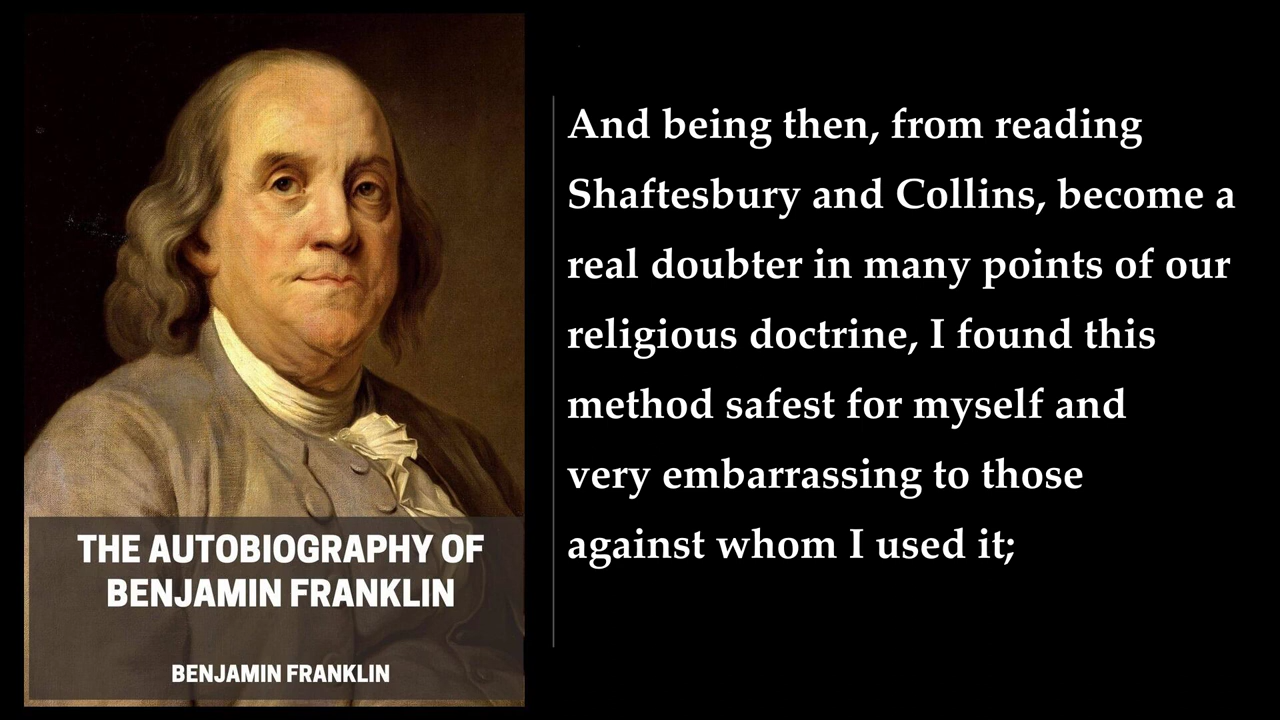 THE AUTOBIOGRAPHY OF
BENJAMIN FRANKLIN
BENJAMIN FRANKLIN
And being then, from reading
Shaftesbury and Collins, become a
real doubter in many points of our
religious doctrine, I found this
method safest for myself and
very embarrassing to those
against whom I used it;